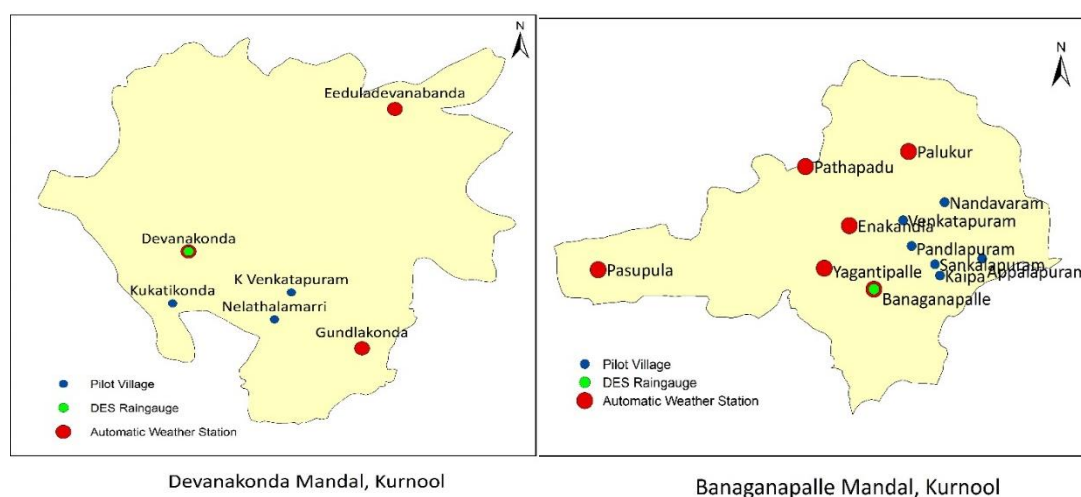 N
Eeduladevanabanda
Devanakonda
K Venkatapuram
Kukatikonda
Nelathalamarri
Gundlakonda
Pilot Village
DES Raingauge
Automatic Weather Station
Devanakonda Mandal, Kurnool
N
Palukur
Pathapadu
Nandavaram
Venkatapuram
Enakandla
Pandlapuram
Sankalapuram
Pasupula
Yagantipalle
Kaipa
Appalapuram
Banaganapalle
Pilot Village
DES Raingauge
Automatic Weather Station
Banaganapalle Mandal, Kurnool